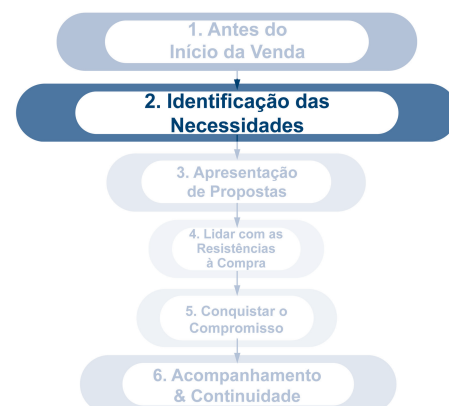 1. Antes do
Início da Venda
2. Identificação das
Necessidades
3. Apresentação
de Propostas
4. Lidar com as
Resistências
à Compra
5. Conquistar o
Compromisso
6. Acompanhamento
& Continuidade